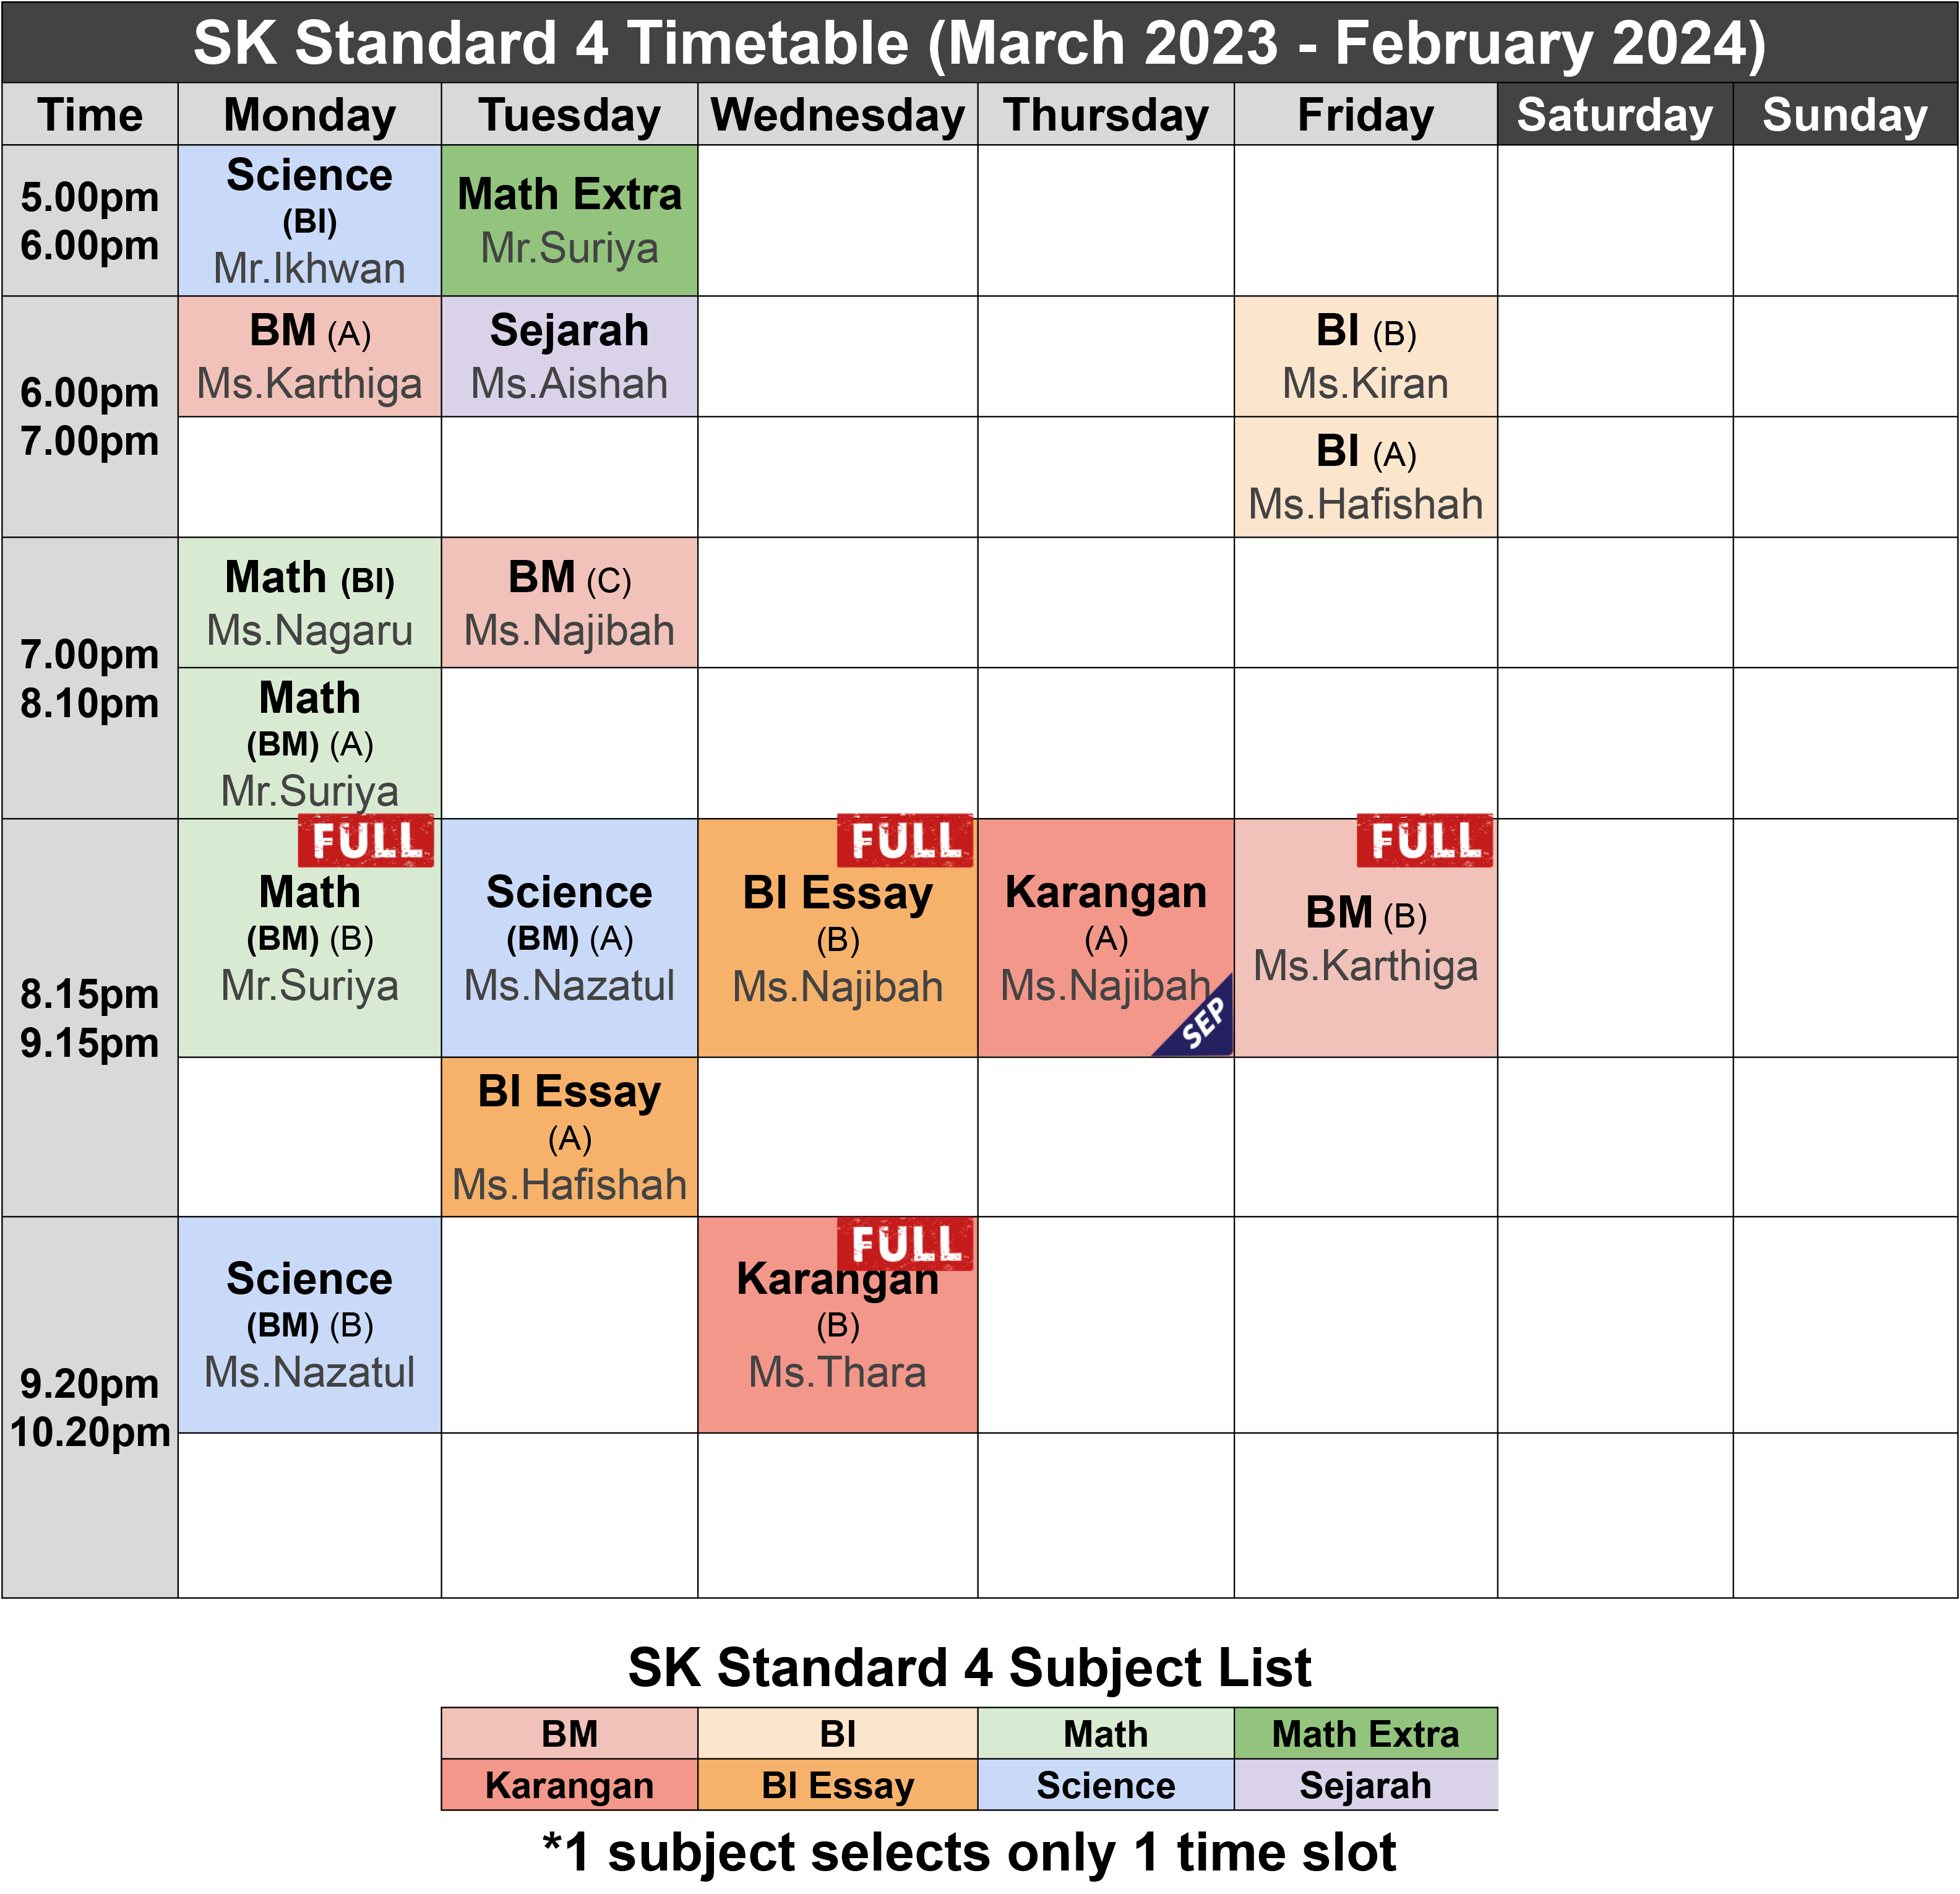 SK Standard 4 Timetable (March 2023 - February 2024)
Time Monday Tuesday Wednesday Thursday Friday Saturday Sunday
5.00pm
6.00pm
Science
(BI)
Mr.Ikhwan
Math Extra
Mr.Suriya
6.00pm
7.00pm
BM (A)
Ms.Karthiga
Sejarah
Ms.Aishah
BI (B)
Ms.Kiran
BI (A)
Ms.Hafishah
7.00pm
8.10pm
Math (BI)
Ms.Nagaru
BM (C)
Ms.Najibah
Math
(BM) (A)
Mr.Suriya
8.15pm
9.15pm
FULL
Math
(BM) (B)
Mr.Suriya
Science
(BM) (A)
Ms.Nazatul
FULL
BI Essay
(B)
Ms.Najibah
Karangan
(A)
Ms.Najibah
SEP
FULL
BM (B)
Ms.Karthiga
BI Essay
(A)
Ms.Hafishah
9.20pm
10.20pm
Science
(BM) (B)
Ms.Nazatul
FULL
Karangan
(B)
Ms.Thara
SK Standard 4 Subject List
BM BI Math Math Extra
Karangan BI Essay Science Sejarah
*1 subject selects only 1 time slot